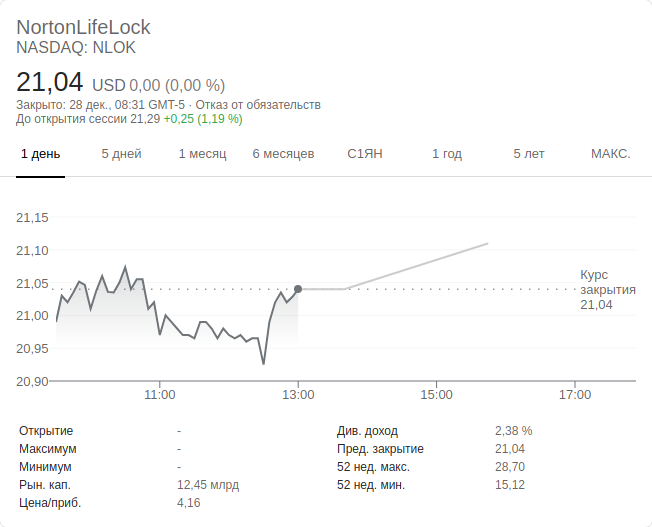 NortonLifeLock
NASDAQ: NLOK
21,04 USD 0,00 (0,00 %)
Закрыто: 28 дек., 08:31 GMT-5 · Отказ от обязательств
До открытия сессии 21,29 +0,25 (1,19 %)
1 день 5 дней 1 месяц 6 месяцев С1ЯН 1 год 5 лет МАКС.
21,15
21,10
21,05
21,00
20,95
20,90
Курс
закрытия
21,04
11:00 13:00 15:00 17:00
Открытие - Див. доход 2,38 %
Максимум - Пред. закрытие 21,04
Минимум - 52 нед. макс. 28,70
Рын. кап. 12,45 млрд 52 нед. мин. 15,12
Цена/приб. 4,16